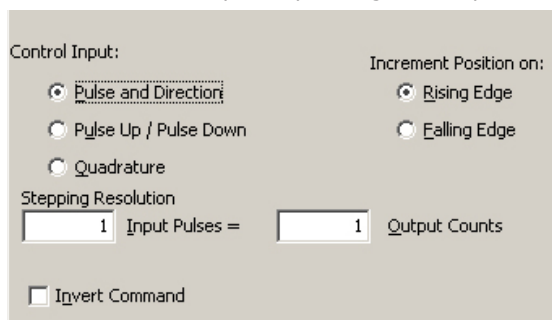 Control Input:
Increment Position on:
Pulse and Direction
Rising Edge
Pulse Up / Pulse Down
Falling Edge
Quadrature
Stepping Resolution
1 Input Pulses = 1 Output Counts
Invert Command